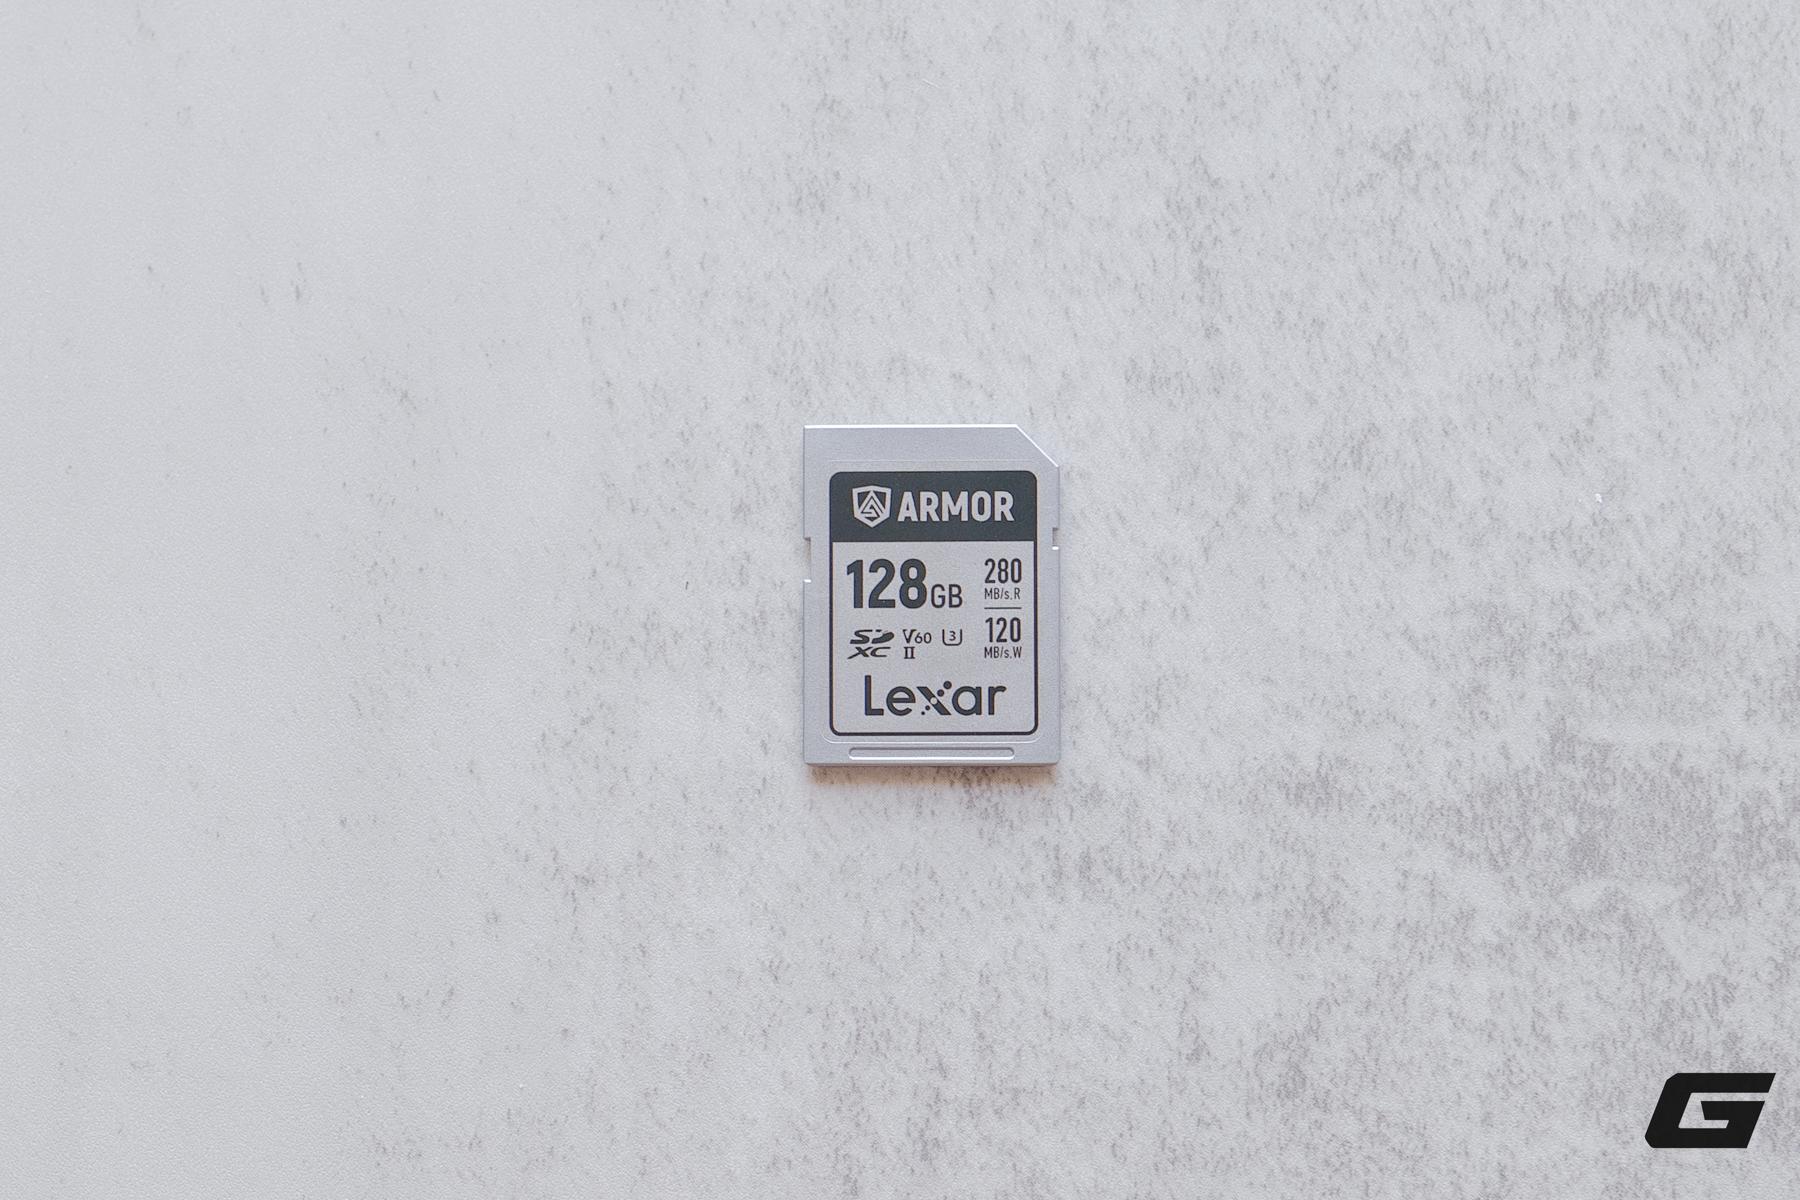 ARMOR
128GB
280
MB/s.R
120
MB/s.W
SD
XC
V60
II
3
Lexar
G